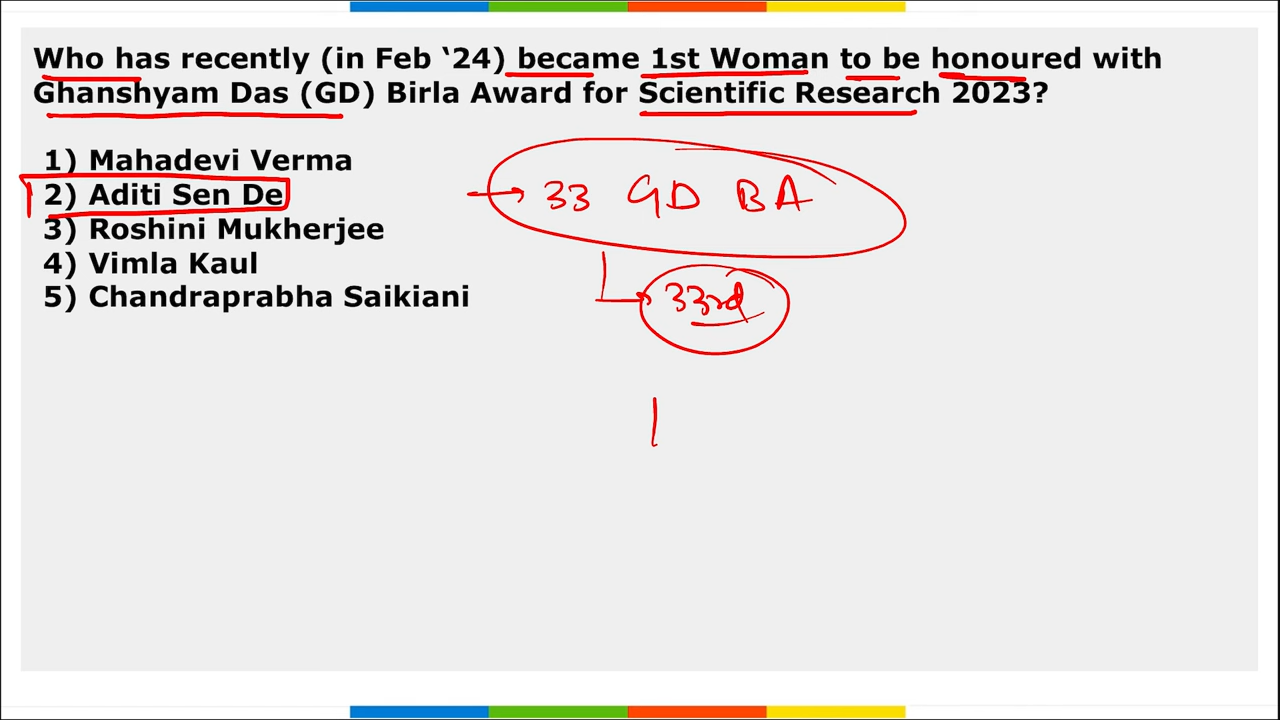 Who has recently (in Feb ‘24) became 1st Woman to be honoured with
Ghanshyam Das (GD) Birla Award for Scientific Research 2023?
1) Mahadevi Verma
2) Aditi Sen De
3) Roshini Mukherjee
4) Vimla Kaul
5) Chandraprabha Saikiani
33 GD BA
33rd